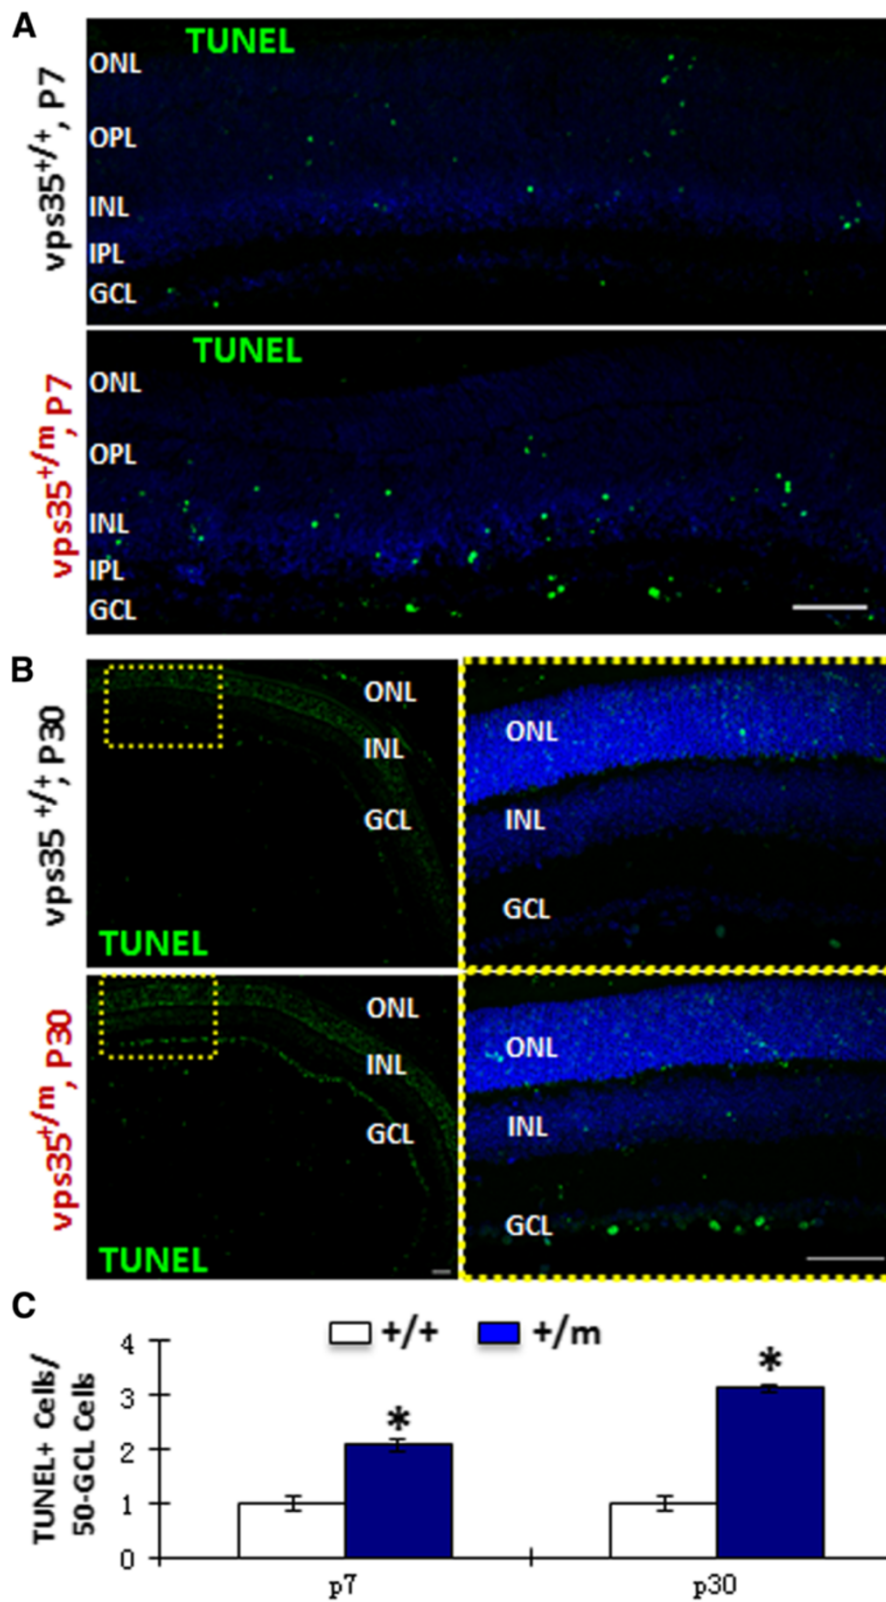 A
vps35+/+, P7
TUNEL
ONL
OPL
INL
IPL
GCL
vps35+/m, P7
TUNEL
ONL
OPL
INL
IPL
GCL
B
vps35 +/+, P30
ONL
INL
GCL
TUNEL
ONL
INL
GCL
vps35+/m, P30
ONL
INL
GCL
TUNEL
ONL
INL
GCL
C
+/+ +/m
TUNEL+ Cells/
50-GCL Cells
4
3
2
1
0
*
*
p7 p30